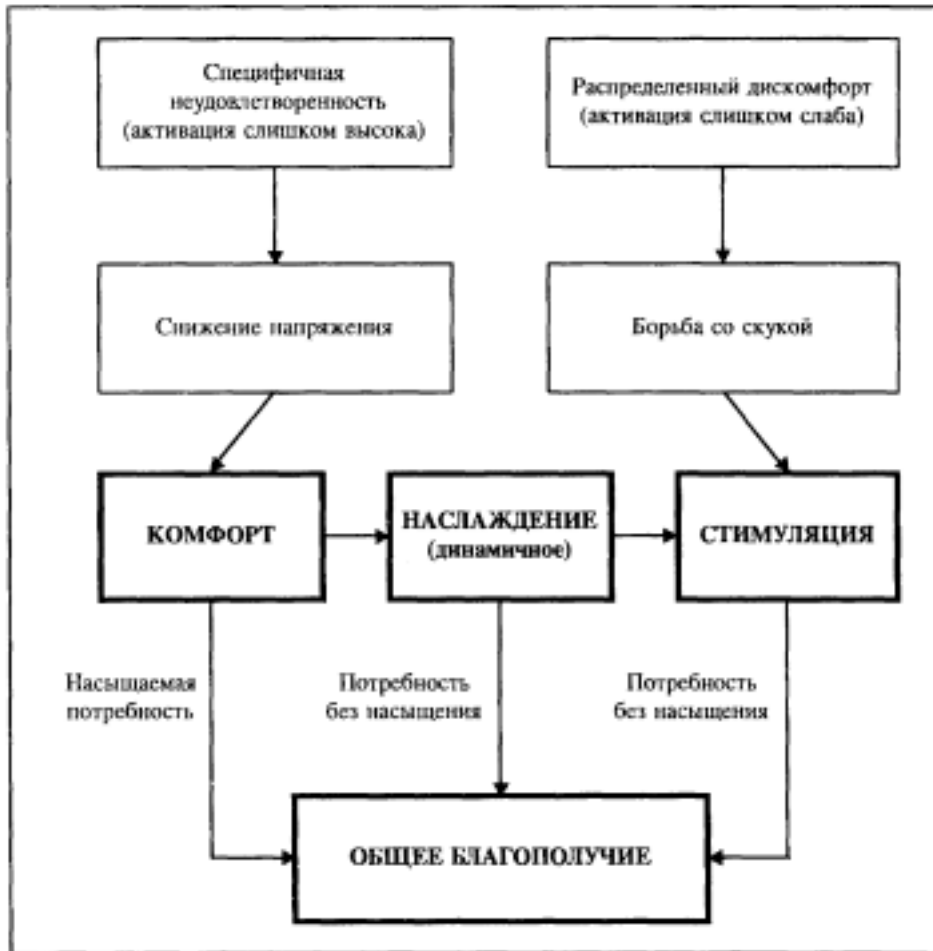 Специфичная
неудовлетворенность
(активация слишком высока)
Распределенный дискомфорт
(активация слишком слаба)
Снижение напряжения
Борьба со скукой
КОМФОРТ
НАСЛАЖДЕНИЕ
(динамичное)
СТИМУЛЯЦИЯ
Насыщаемая
потребность
Потребность
без насыщения
Потребность
без насыщения
ОБЩЕЕ БЛАГОПОЛУЧИЕ